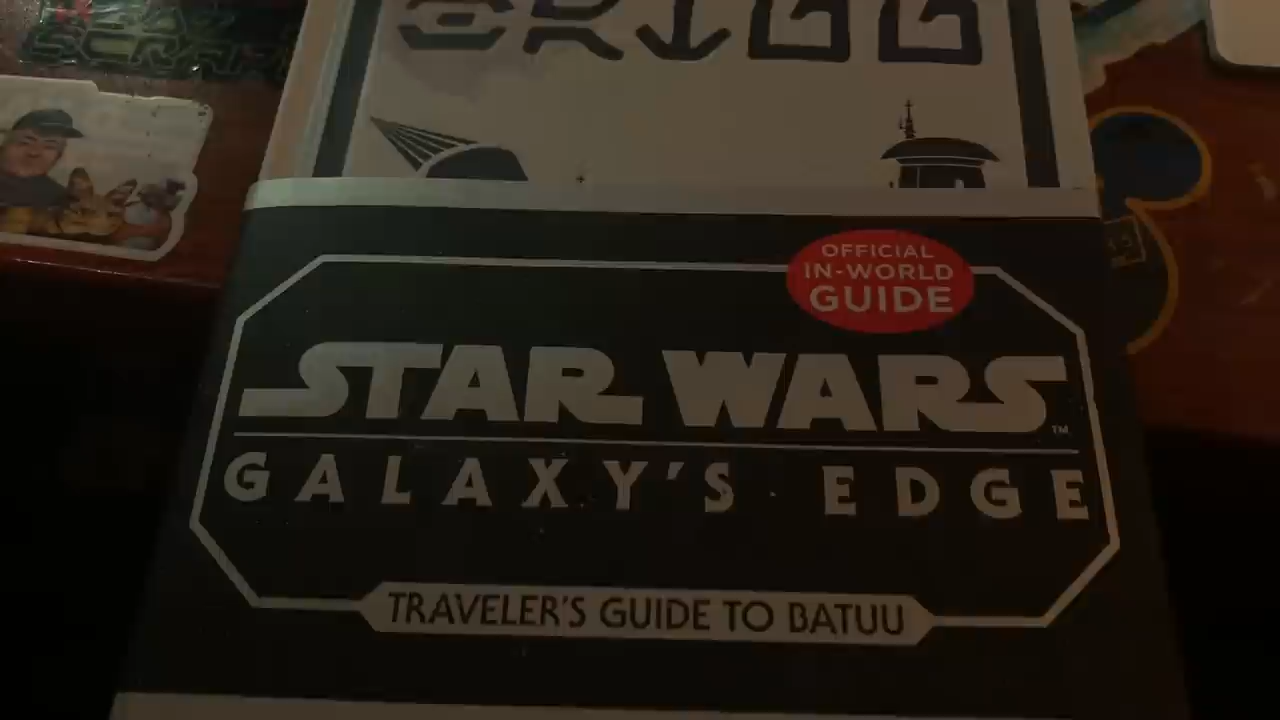 OFFICIAL
IN-WORLD
GUIDE
STAR WARS
GALAXY'S EDGE
TRAVELER'S GUIDE TO BATUU